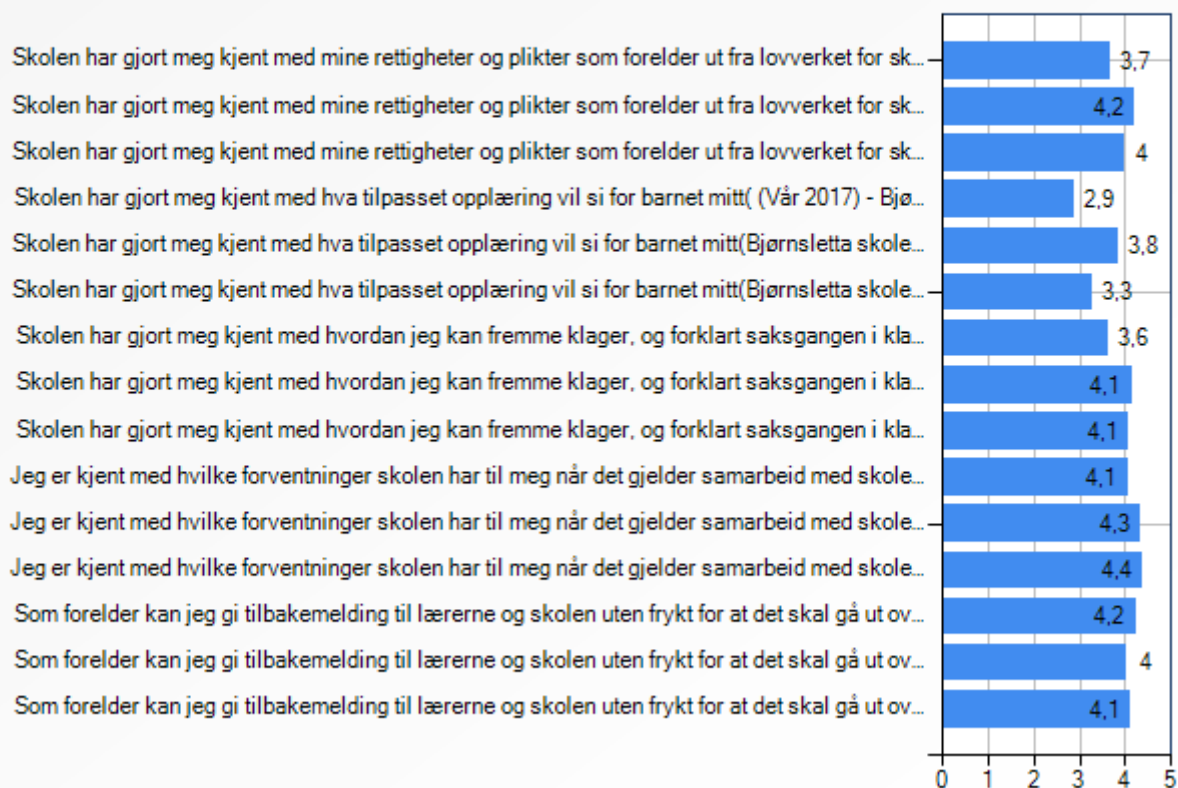 Skolen har gjort meg kjent med mine rettigheter og plikter som forelder ut fra lovverket for sk... 3,7
Skolen har gjort meg kjent med mine rettigheter og plikter som forelder ut fra lovverket for sk... 4,2
Skolen har gjort meg kjent med mine rettigheter og plikter som forelder ut fra lovverket for sk... 4
Skolen har gjort meg kjent med hva tilpasset opplæring vil si for barnet mitt( (Vår 2017) - Bjø... 2,9
Skolen har gjort meg kjent med hva tilpasset opplæring vil si for barnet mitt(Bjørnsletta skole... 3,8
Skolen har gjort meg kjent med hva tilpasset opplæring vil si for barnet mitt(Bjørnsletta skole... 3,3
Skolen har gjort meg kjent med hvordan jeg kan fremme klager, og forklart saksgangen i kla... 3,6
Skolen har gjort meg kjent med hvordan jeg kan fremme klager, og forklart saksgangen i kla... 4,1
Skolen har gjort meg kjent med hvordan jeg kan fremme klager, og forklart saksgangen i kla... 4,1
Jeg er kjent med hvilke forventninger skolen har til meg når det gjelder samarbeid med skole... 4,1
Jeg er kjent med hvilke forventninger skolen har til meg når det gjelder samarbeid med skole... 4,3
Jeg er kjent med hvilke forventninger skolen har til meg når det gjelder samarbeid med skole... 4,4
Som forelder kan jeg gi tilbakemelding til lærerne og skolen uten frykt for at det skal gå ut ov... 4,2
Som forelder kan jeg gi tilbakemelding til lærerne og skolen uten frykt for at det skal gå ut ov... 4
Som forelder kan jeg gi tilbakemelding til lærerne og skolen uten frykt for at det skal gå ut ov... 4,1
0 1 2 3 4 5